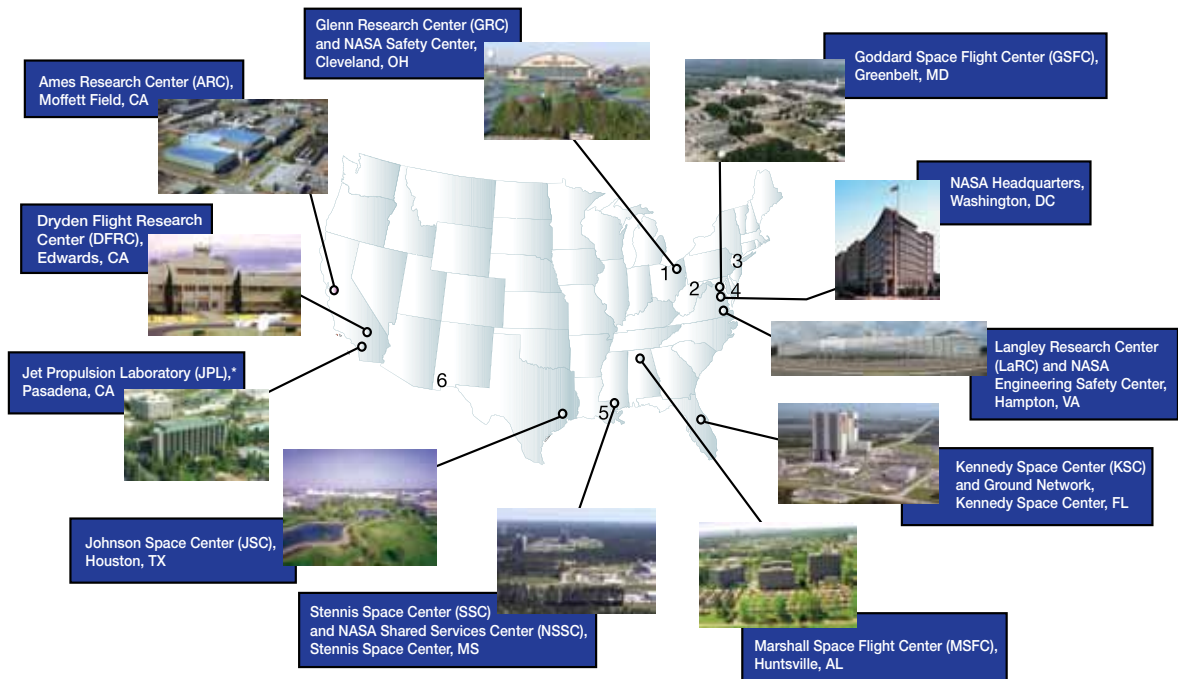 Glenn Research Center (GRC)
and NASA Safety Center,
Cleveland, OH
Goddard Space Flight Center (GSFC),
Greenbelt, MD
Ames Research Center (ARC),
Moffett Field, CA
NASA Headquarters,
Washington, DC
Dryden Flight Research
Center (DFRC),
Edwards, CA
1
2
3
4
Langley Research Center
(LaRC) and NASA
Engineering Safety Center,
Hampton, VA
Jet Propulsion Laboratory (JPL),*
Pasadena, CA
6
5
Kennedy Space Center (KSC)
and Ground Network,
Kennedy Space Center, FL
Johnson Space Center (JSC),
Houston, TX
Stennis Space Center (SSC)
and NASA Shared Services Center (NSSC),
Stennis Space Center, MS
Marshall Space Flight Center (MSFC),
Huntsville, AL